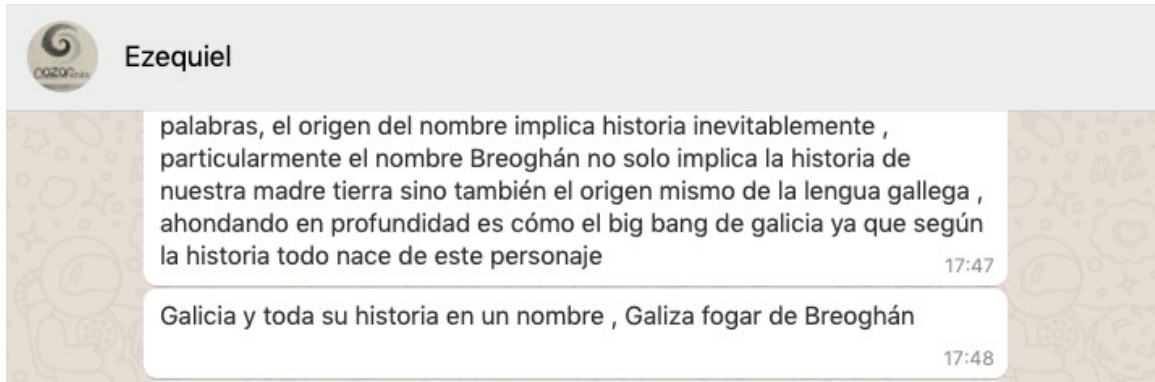 Ezequiel
palabras, el origen del nombre implica historia inevitablemente ,
particularmente el nombre Breoghán no solo implica la historia de
nuestra madre tierra sino también el origen mismo de la lengua gallega ,
ahondando en profundidad es cómo el big bang de galicia ya que según
la historia todo nace de este personaje
17:47
Galicia y toda su historia en un nombre , Galiza fogar de Breoghán
17:48